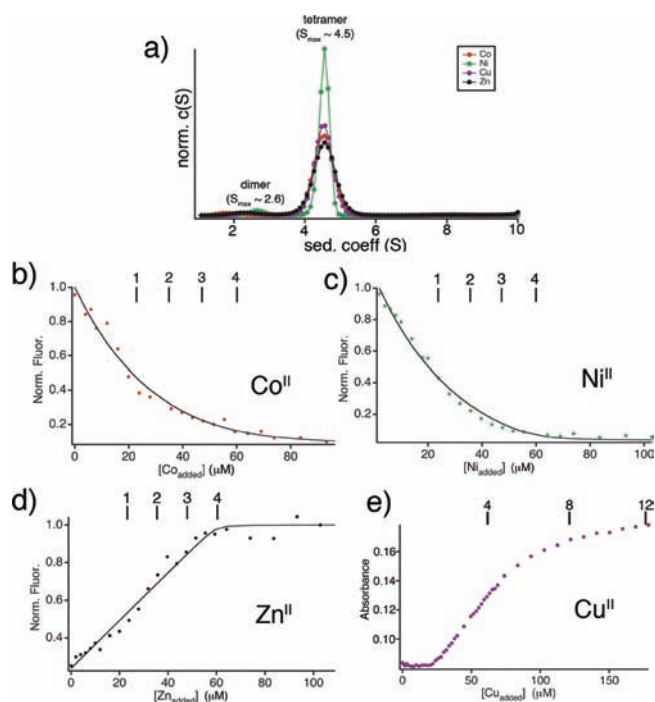 a)
tetramer
(Smax ~ 4.5)
Co
Ni
Cu
Zn
norm. c(S)
dimer
(Smax ~ 2.6)
2 4 6 8 10
sed. coeff (S)
b)
1 2 3 4
1.0
0.8
0.6
0.4
0.2
Norm. Fluor.
CoII
0 20 40 60 80
[Coadded] (μM)
c)
1 2 3 4
1.0
0.8
0.6
0.4
0.2
Norm. Fluor.
NiII
20 40 60 80 100
[Niadded] (μM)
d)
1 2 3 4
1.0
0.8
0.6
0.4
Norm. Fluor.
ZnII
0 20 40 60 80 100
[Znadded] (μM)
e)
4 8 12
0.16
0.14
0.12
0.10
Absorbance
CuII
0 50 100 150
[Cuadded] (μM)